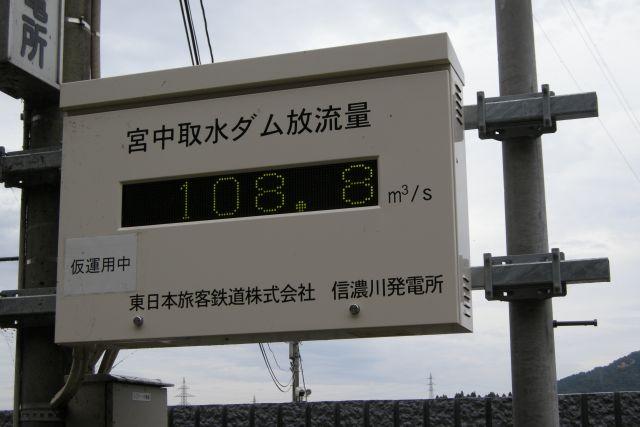 電所
宮中取水ダム放流量
108.8 m³/s
仮運用中
東日本旅客鉄道株式会社 信濃川発電所